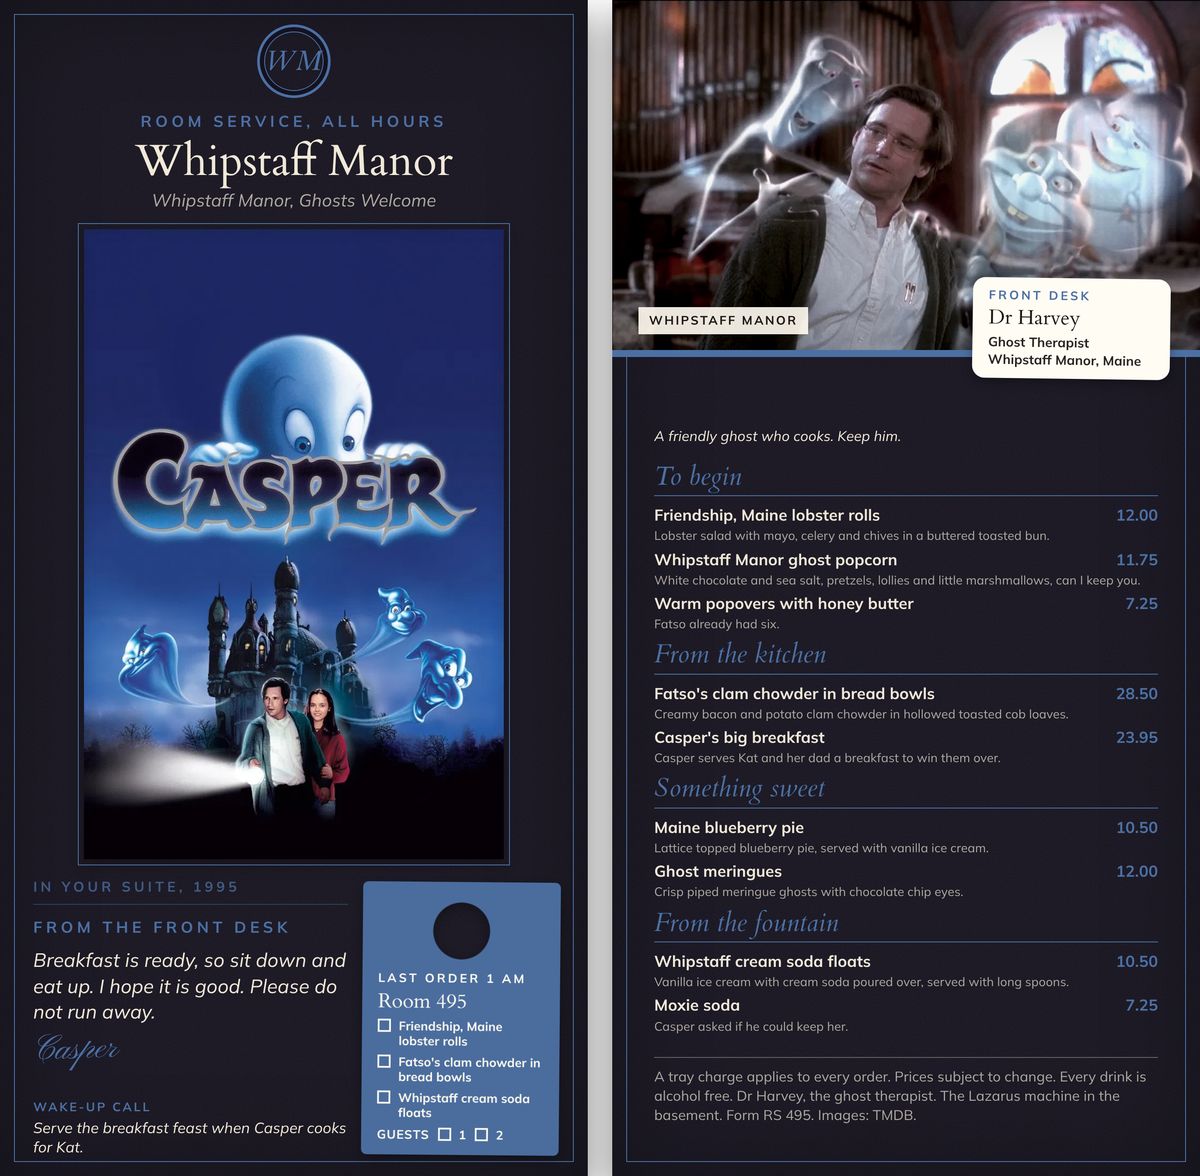 WM
ROOM SERVICE, ALL HOURS
Whipstaff Manor
Whipstaff Manor, Ghosts Welcome
CASPER
IN YOUR SUITE, 1995
FROM THE FRONT DESK
Breakfast is ready, so sit down and
eat up. I hope it is good. Please do
not run away.
Casper
WAKE-UP CALL
Serve the breakfast feast when Casper cooks
for Kat.
LAST ORDER 1 AM
Room 495
Friendship, Maine
lobster rolls
Fatso's clam chowder in
bread bowls
Whipstaff cream soda
floats
GUESTS 1 2
WHIPSTAFF MANOR
FRONT DESK
Dr Harvey
Ghost Therapist
Whipstaff Manor, Maine
A friendly ghost who cooks. Keep him.
To begin
Friendship, Maine lobster rolls 12.00
Lobster salad with mayo, celery and chives in a buttered toasted bun.
Whipstaff Manor ghost popcorn 11.75
White chocolate and sea salt, pretzels, lollies and little marshmallows, can I keep you.
Warm popovers with honey butter 7.25
Fatso already had six.
From the kitchen
Fatso's clam chowder in bread bowls 28.50
Creamy bacon and potato clam chowder in hollowed toasted cob loaves.
Casper's big breakfast 23.95
Casper serves Kat and her dad a breakfast to win them over.
Something sweet
Maine blueberry pie 10.50
Lattice topped blueberry pie, served with vanilla ice cream.
Ghost meringues 12.00
Crisp piped meringue ghosts with chocolate chip eyes.
From the fountain
Whipstaff cream soda floats 10.50
Vanilla ice cream with cream soda poured over, served with long spoons.
Moxie soda 7.25
Casper asked if he could keep her.
A tray charge applies to every order. Prices subject to change. Every drink is
alcohol free. Dr Harvey, the ghost therapist. The Lazarus machine in the
basement. Form RS 495. Images: TMDB.